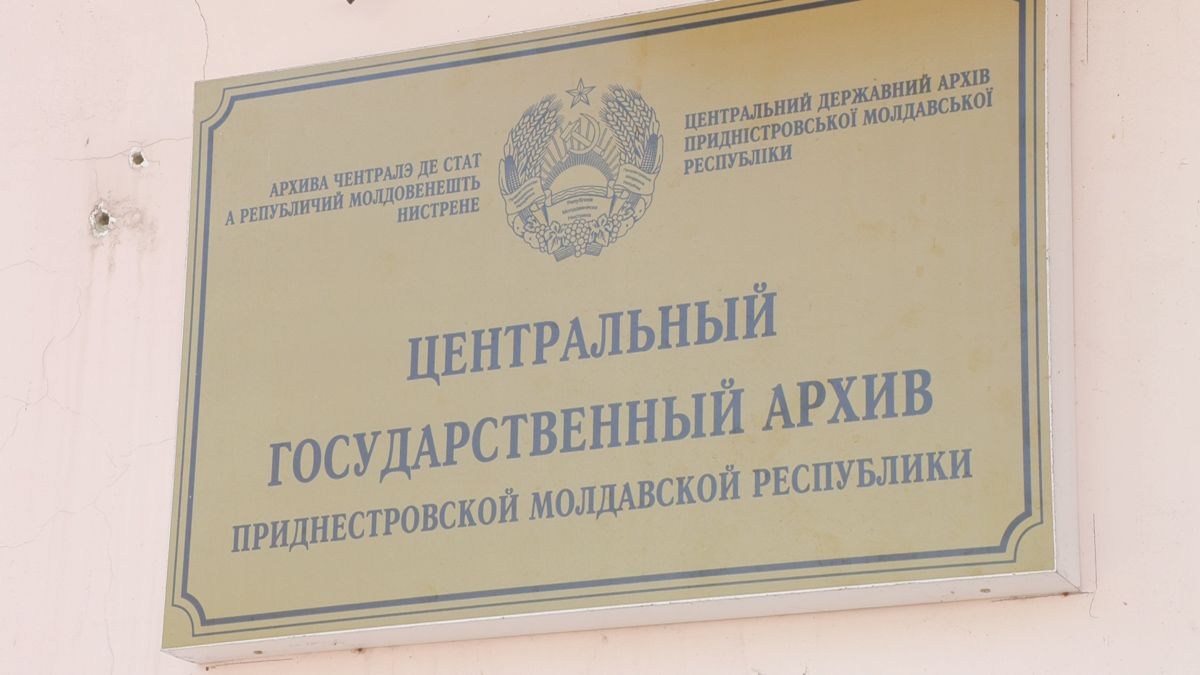 АРХИВА ЧЕНТРАЛЭ ДЕ СТАТ
А РЕПУБЛИЧИЙ МОЛДОВЕНЕШТЬ
НИСТРЕНЕ
ЦЕНТРАЛЬНИЙ ДЕРЖАВНИЙ АРХІВ
ПРИДНІСТРОВСЬКОЇ МОЛДАВСЬКОЇ
РЕСПУБЛІКИ
ЦЕНТРАЛЬНЫЙ
ГОСУДАРСТВЕННЫЙ АРХИВ
ПРИДНЕСТРОВСКОЙ МОЛДАВСКОЙ РЕСПУБЛИКИ